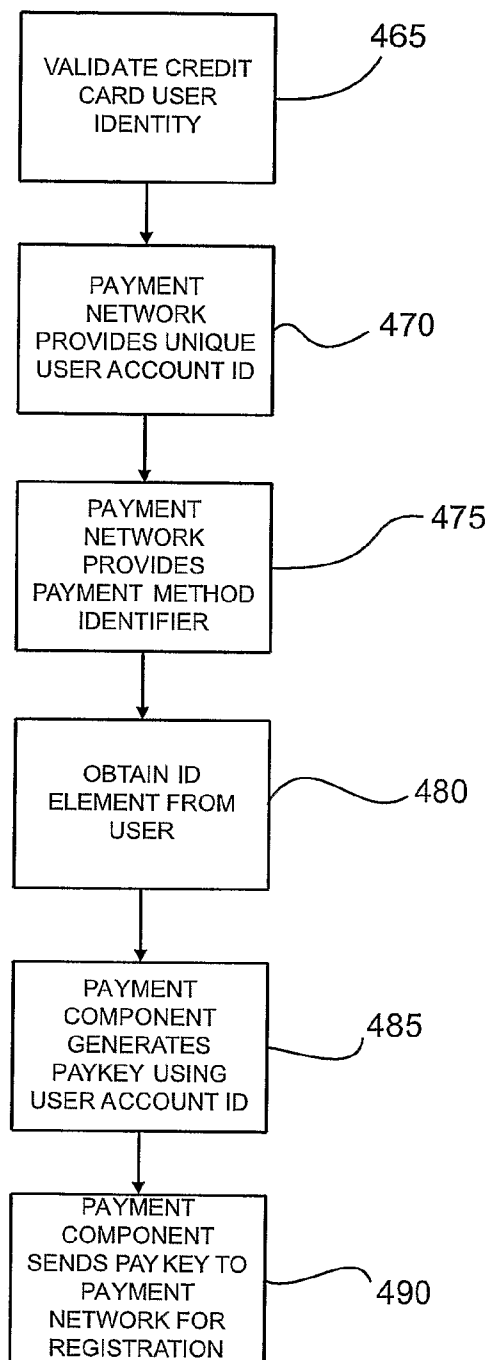 VALIDATE CREDIT
CARD USER
IDENTITY
465
PAYMENT
NETWORK
PROVIDES UNIQUE
USER ACCOUNT ID
470
PAYMENT
NETWORK
PROVIDES
PAYMENT METHOD
IDENTIFIER
475
OBTAIN ID
ELEMENT FROM
USER
480
PAYMENT
COMPONENT
GENERATES
PAYKEY USING
USER ACCOUNT ID
485
PAYMENT
COMPONENT
SENDS PAY KEY TO
PAYMENT
NETWORK FOR
REGISTRATION
490